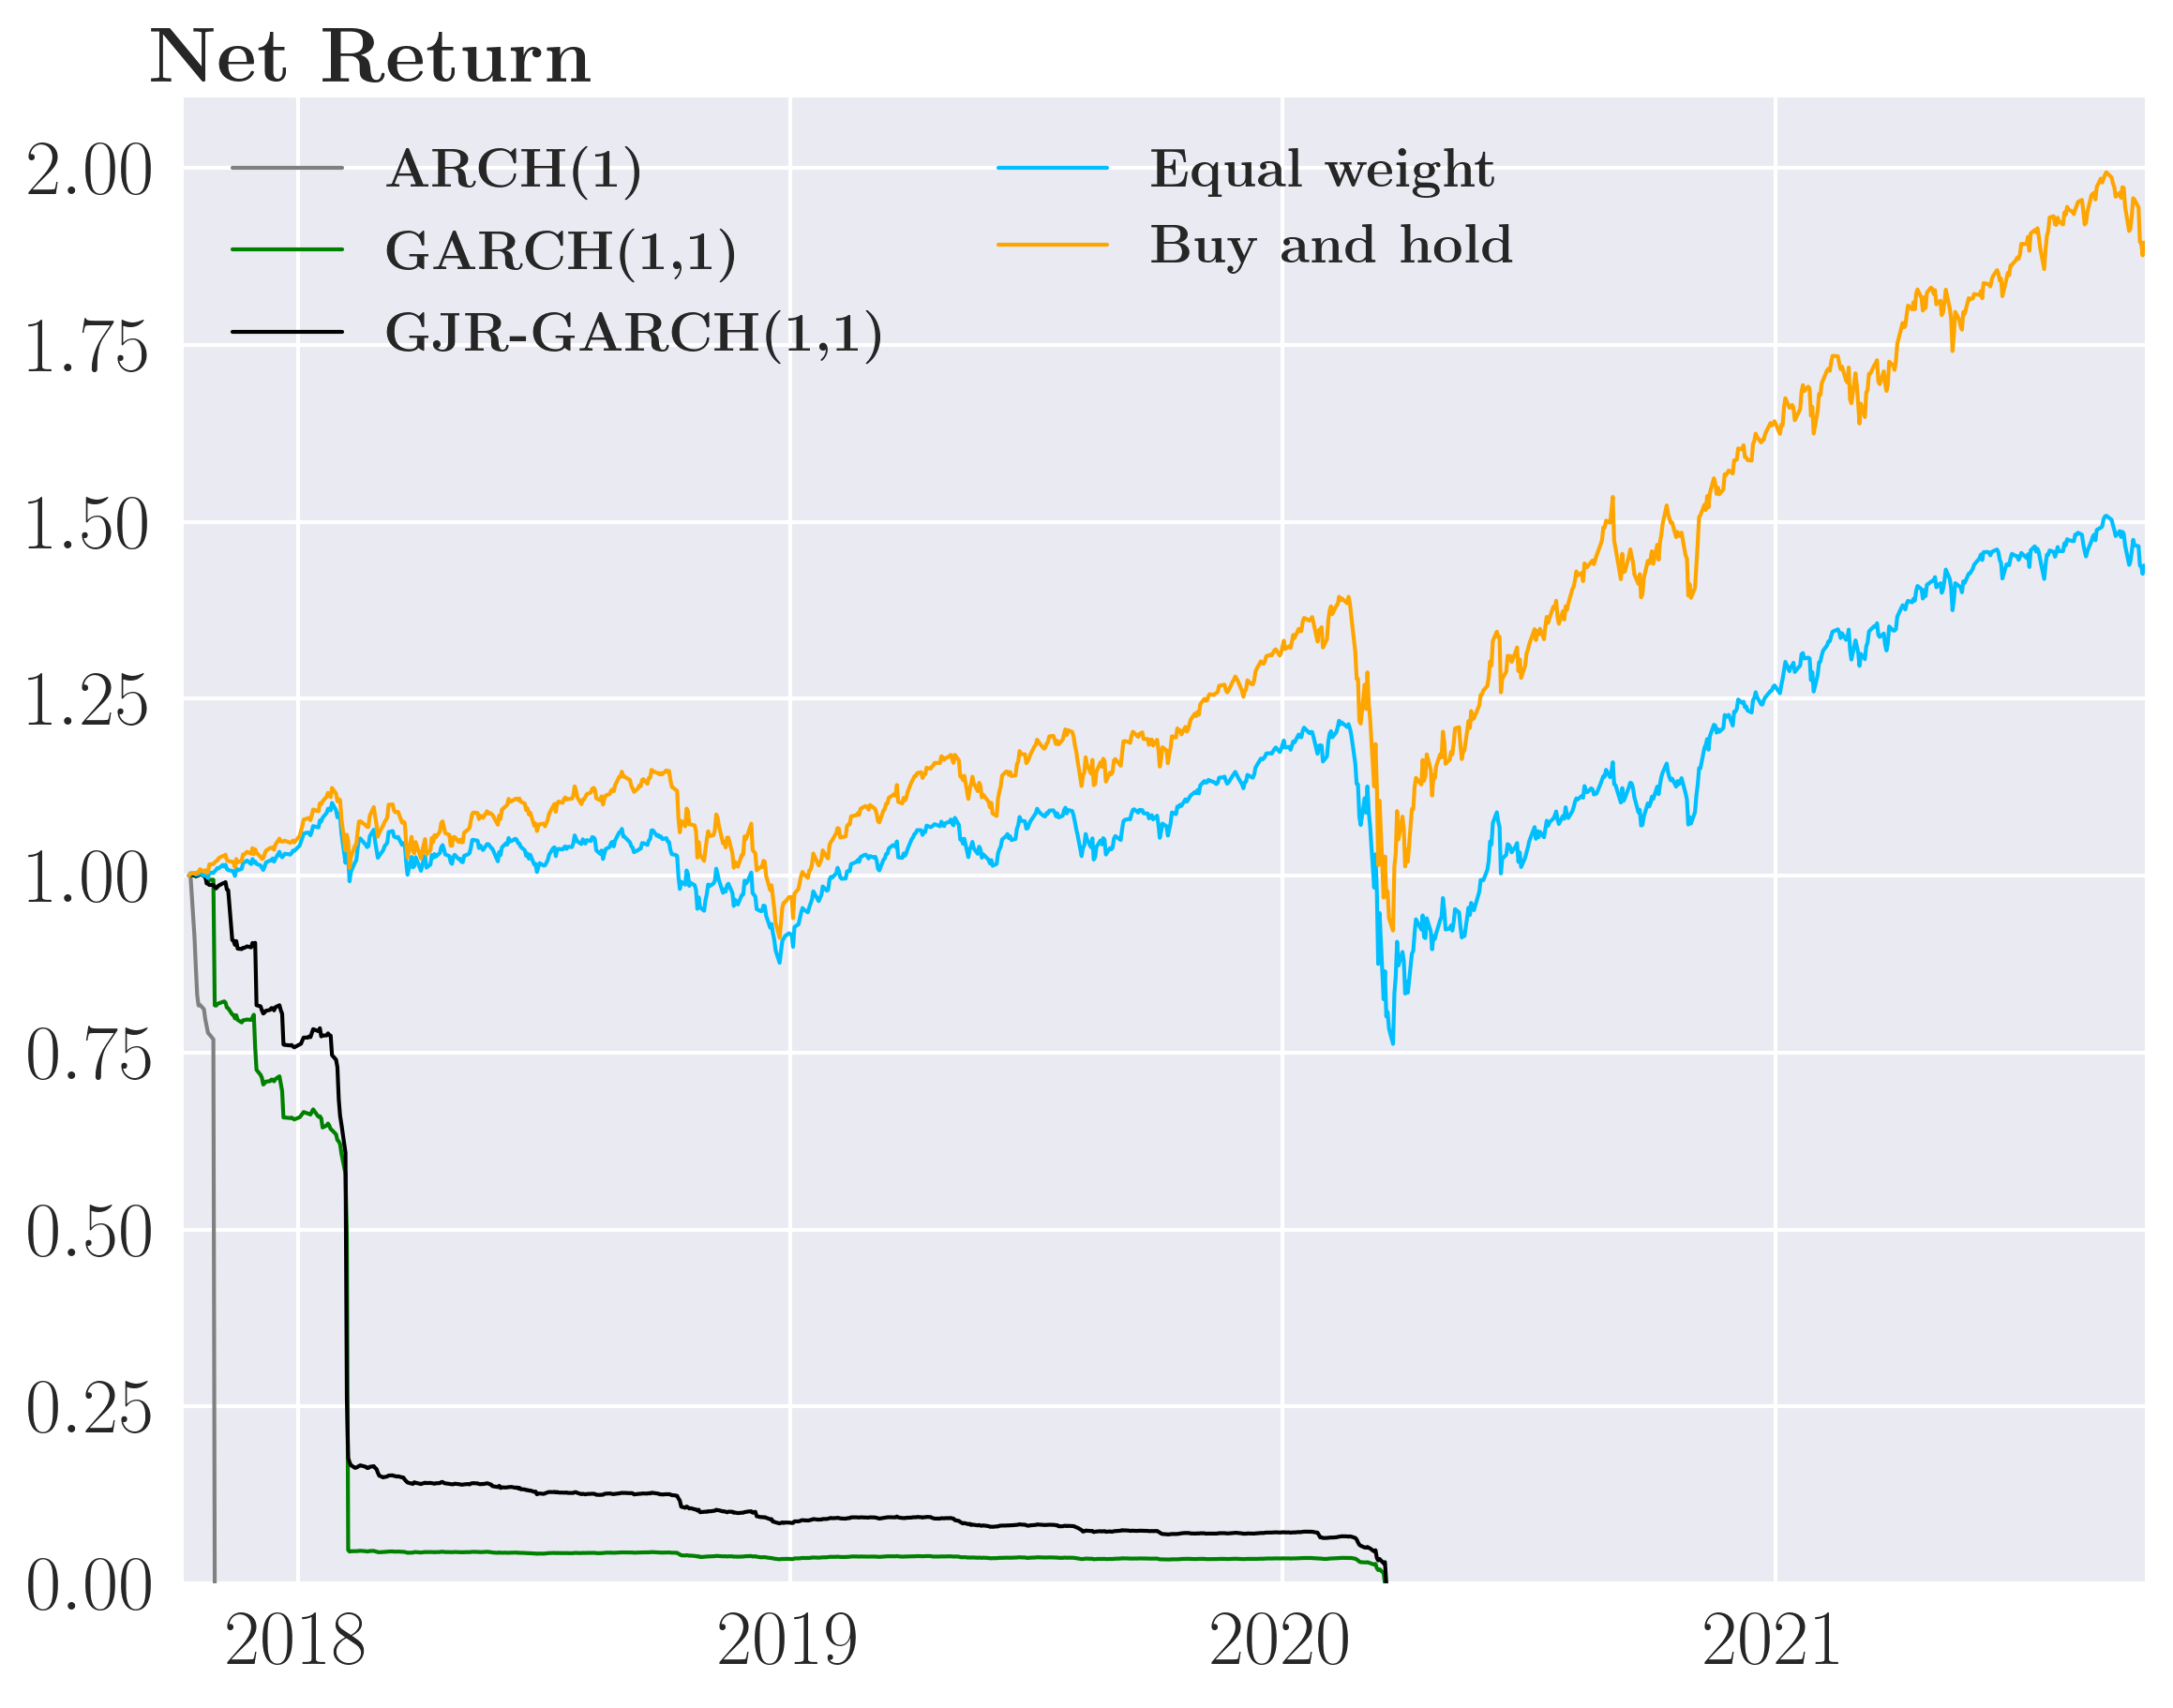 Net Return
2.00
1.75
1.50
1.25
1.00
0.75
0.50
0.25
0.00
ARCH(1)
GARCH(1,1)
GJR-GARCH(1,1)
Equal weight
Buy and hold
2018
2019
2020
2021